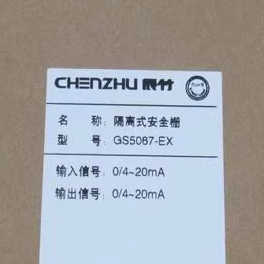 CHENZHU 辰竹
名 称: 隔离式安全栅
型 号: GS5067-EX
输入信号: 0/4~20mA
输出信号: 0/4~20mA